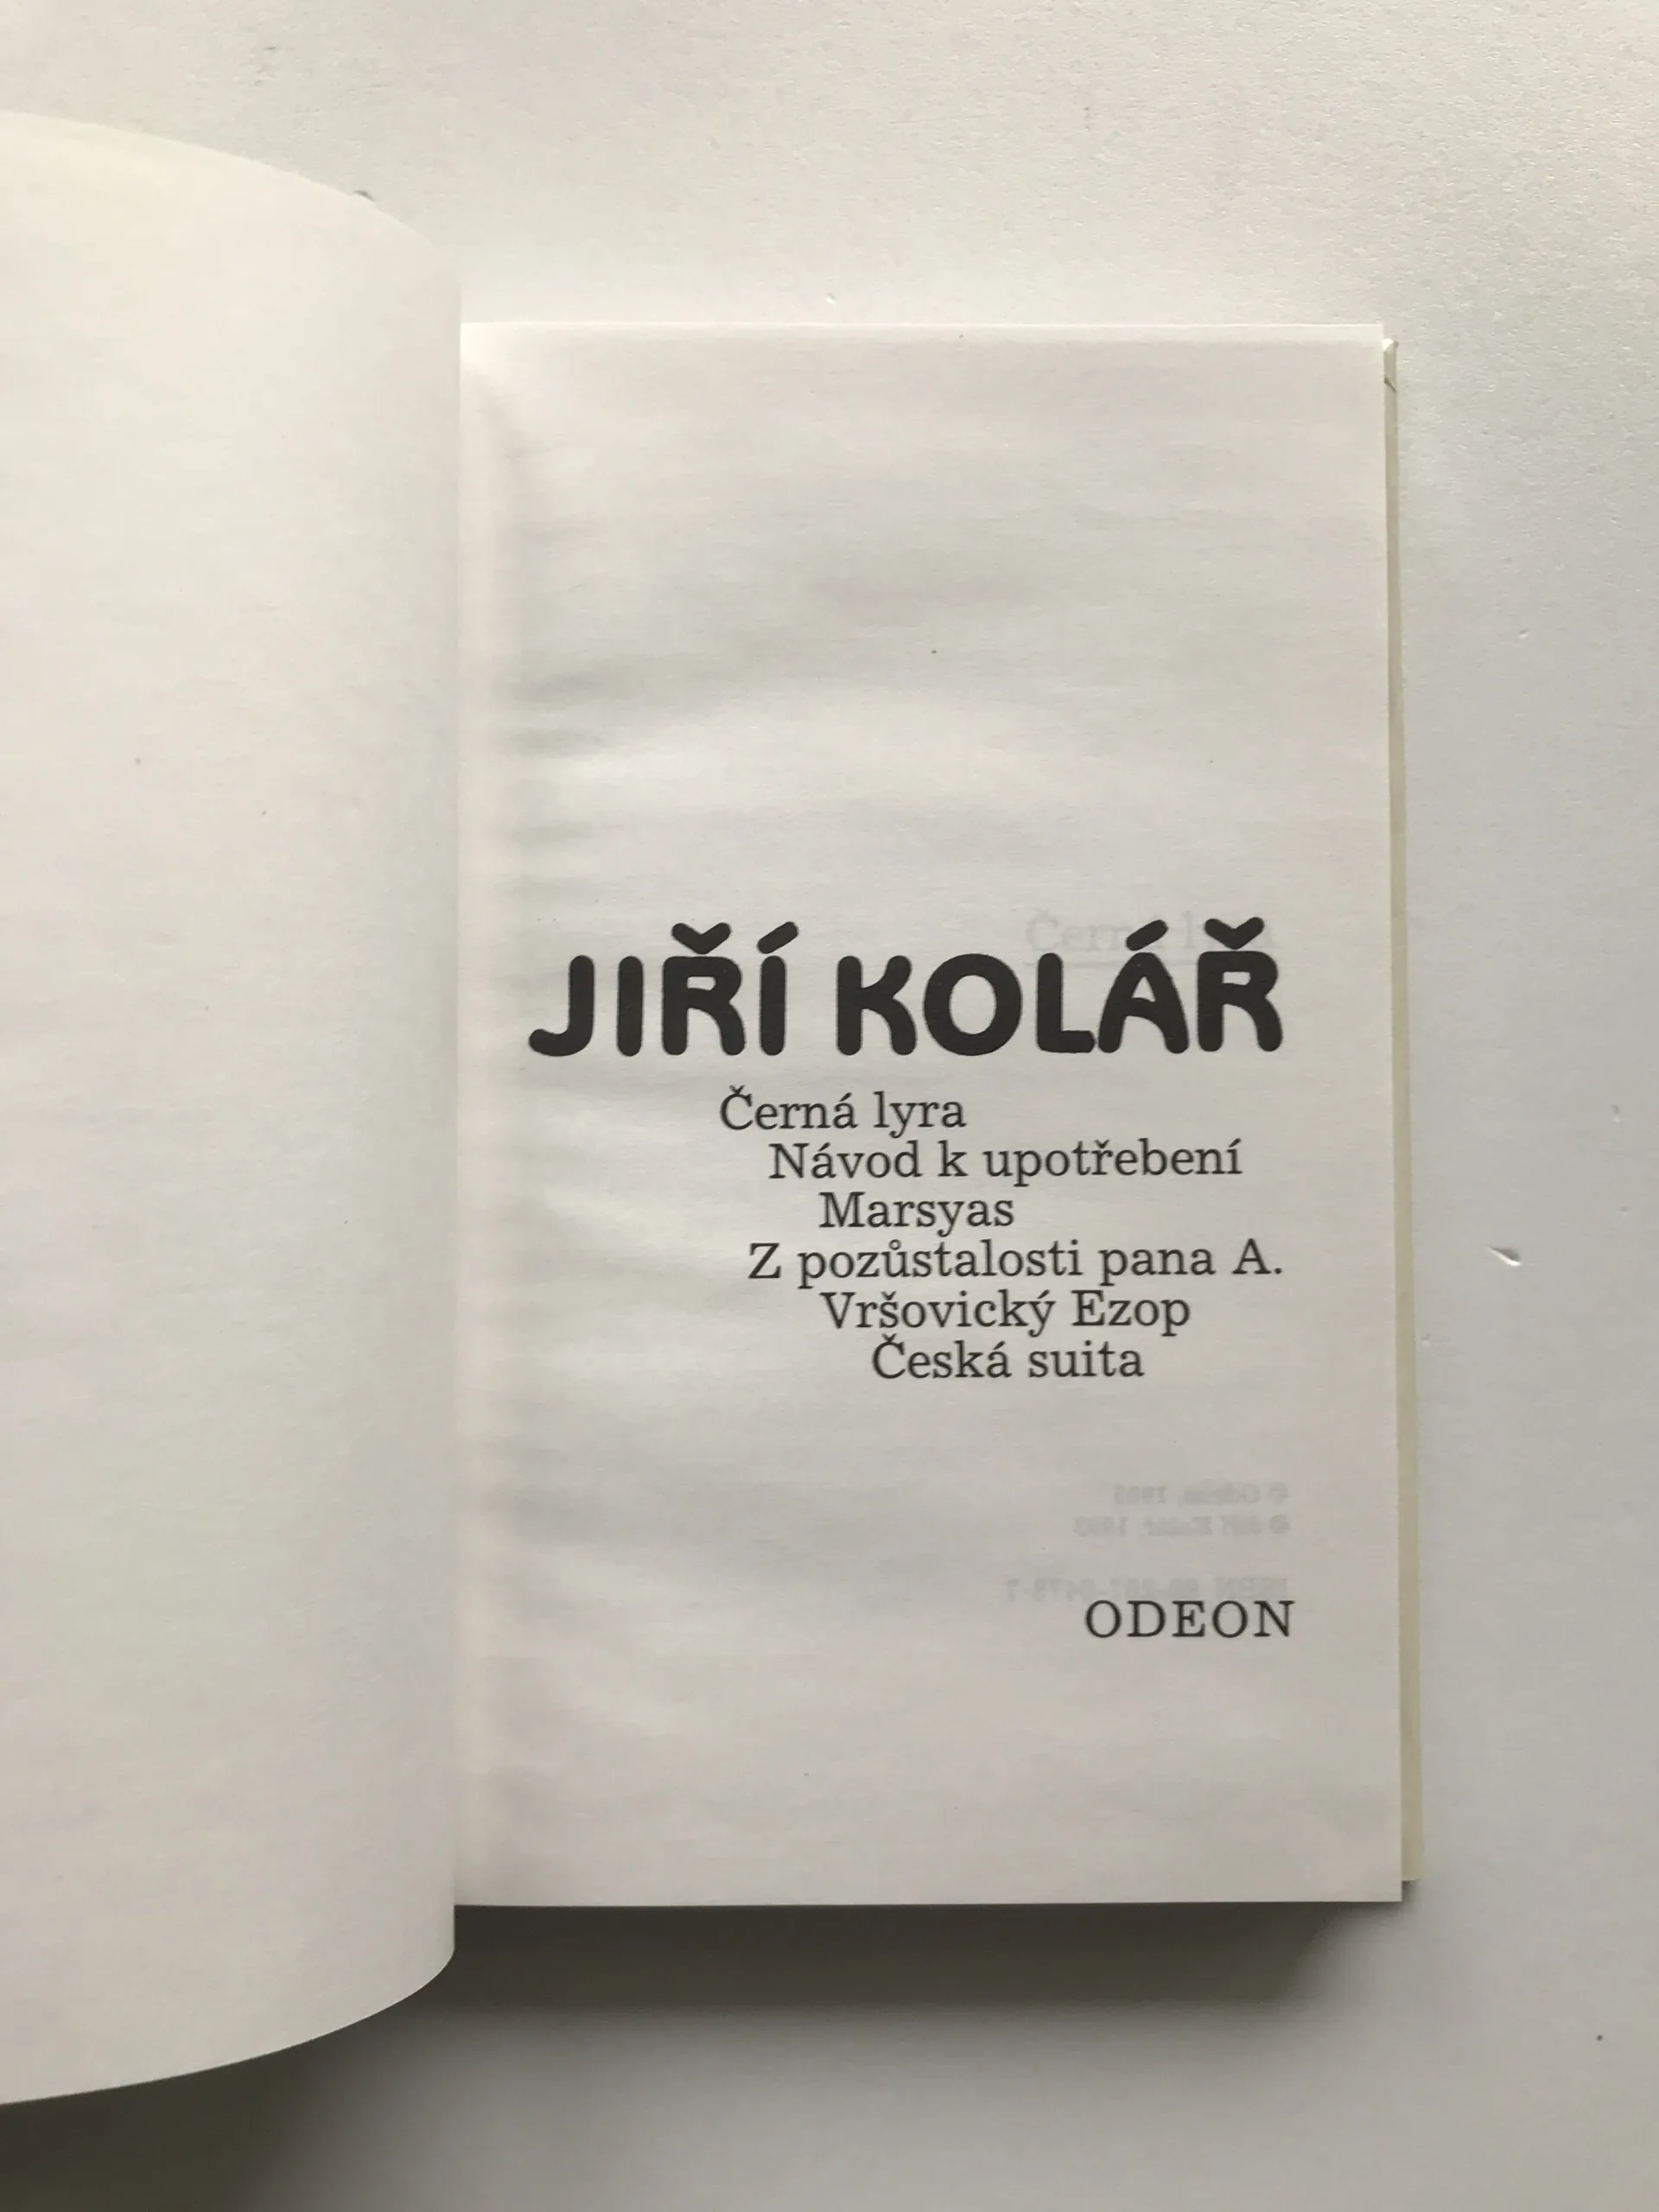 JIŘÍ KOLÁŘ
Černá lyra
Návod k upotřebení
Marsyas
Z pozůstalosti pana A.
Vršovický Ezop
Česká suita
ODEON